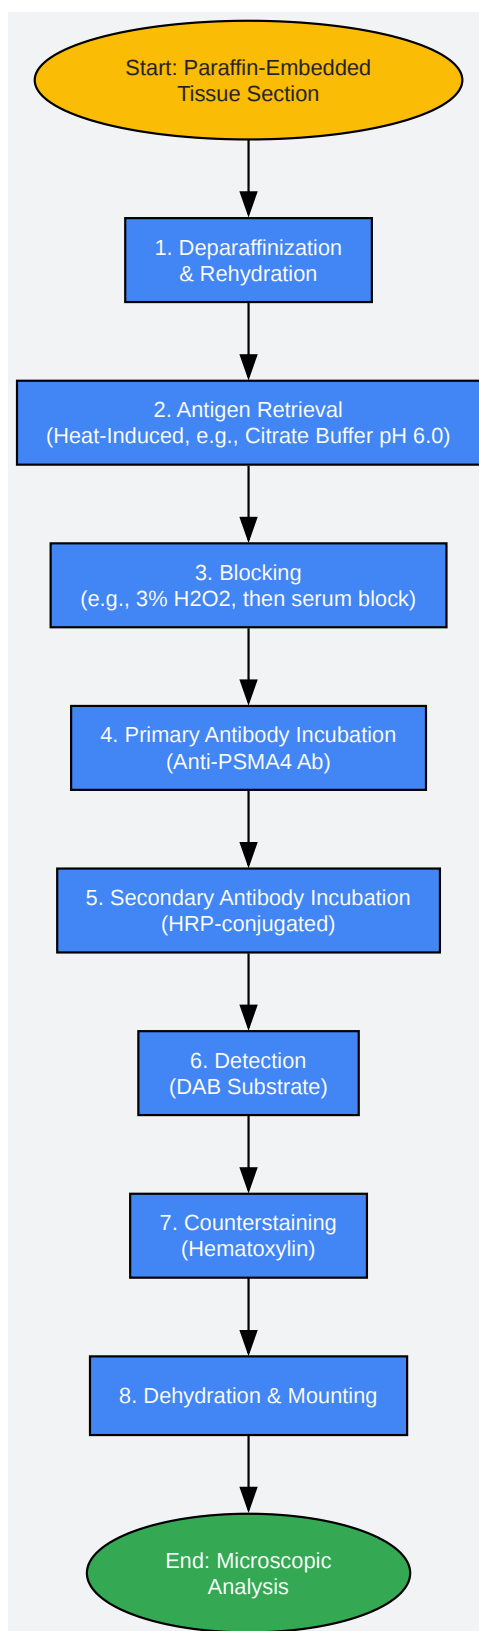 Start: Paraffin-Embedded
Tissue Section
1. Deparaffinization
& Rehydration
2. Antigen Retrieval
(Heat-Induced, e.g., Citrate Buffer pH 6.0)
3. Blocking
(e.g., 3% H2O2, then serum block)
4. Primary Antibody Incubation
(Anti-PSMA4 Ab)
5. Secondary Antibody Incubation
(HRP-conjugated)
6. Detection
(DAB Substrate)
7. Counterstaining
(Hematoxylin)
8. Dehydration & Mounting
End: Microscopic
Analysis